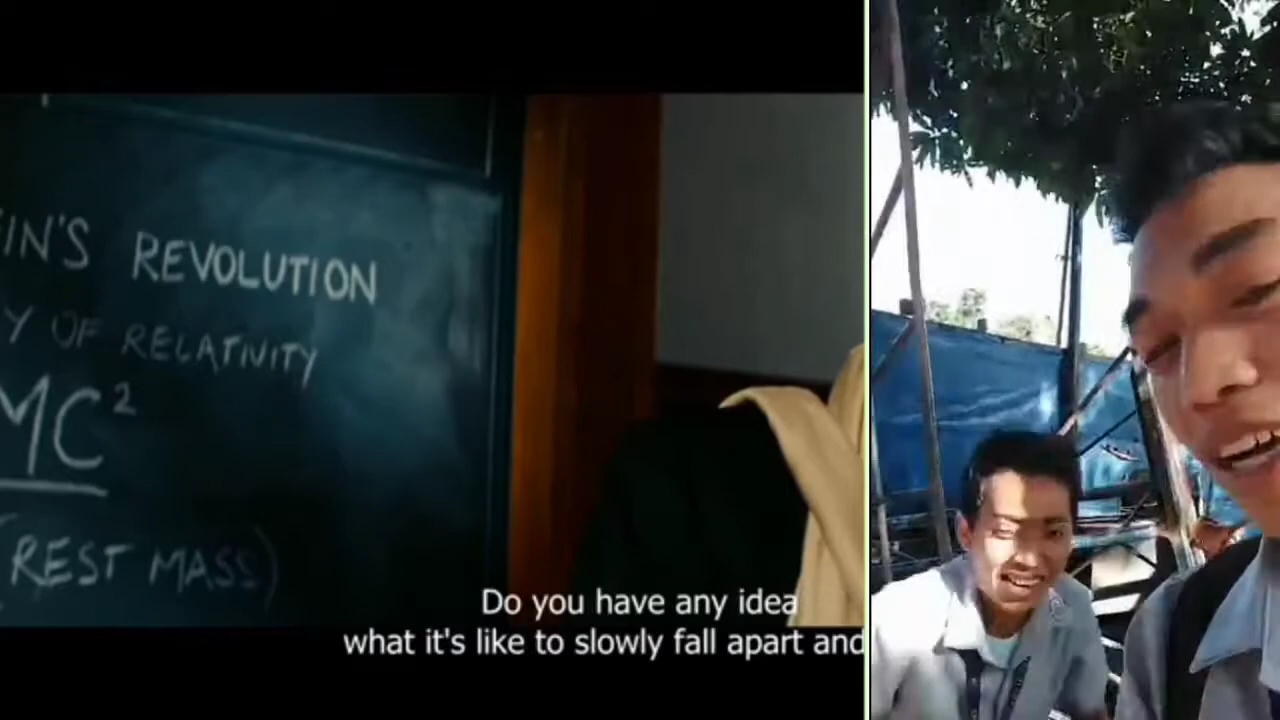 IN'S REVOLUTION
Y OF RELATIVITY
MC²
(REST MASS)
Do you have any idea
what it's like to slowly fall apart and